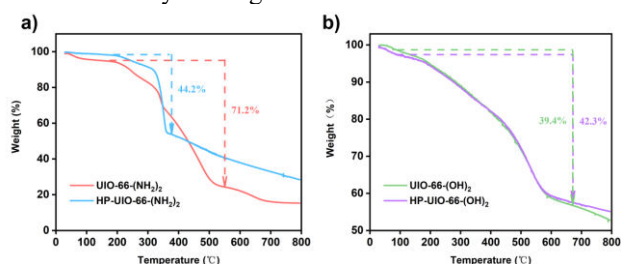 a)
100
80
60
40
20
0
Weight (%)
44.2%
71.2%
UIO-66-(NH₂)₂
HP-UIO-66-(NH₂)₂
0 100 200 300 400 500 600 700 800
Temperature (℃)
b)
100
90
80
70
60
50
Weight (%)
39.4%
42.3%
UIO-66-(OH)₂
HP-UIO-66-(OH)₂
0 100 200 300 400 500 600 700 800
Temperature (℃)